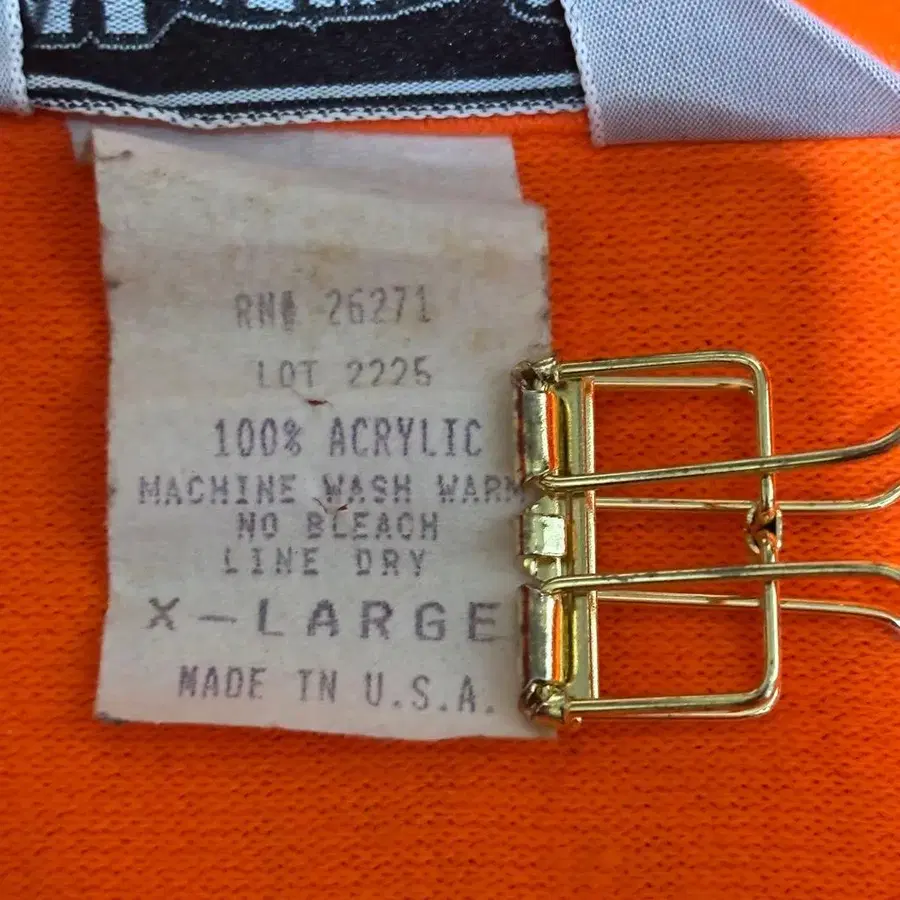 RN# 26271
LOT 2225
100% ACRYLIC
MACHINE WASH WARM
NO BLEACH
LINE DRY
X-LARGE
MADE IN U.S.A.